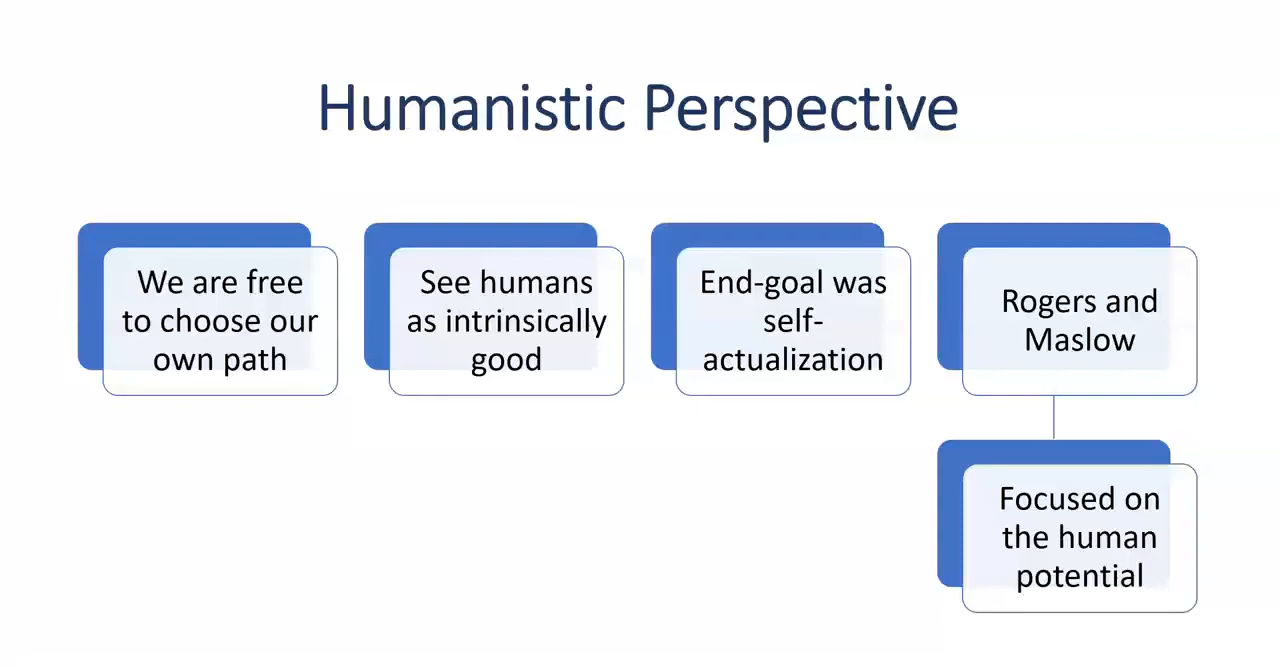 Humanistic Perspective
We are free
to choose our
own path
See humans
as intrinsically
good
End-goal was
self-
actualization
Rogers and
Maslow
Focused on
the human
potential